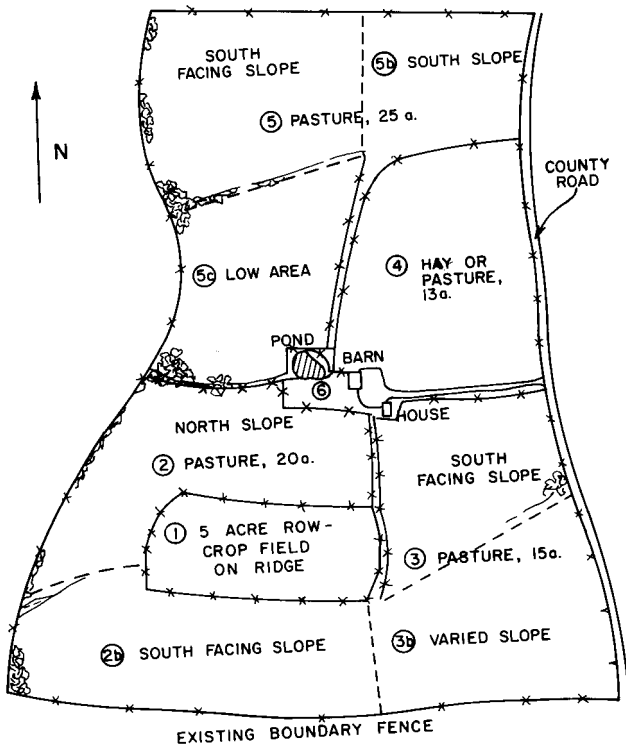 SOUTH
FACING SLOPE
5b SOUTH SLOPE
5 PASTURE, 25 a.
N
COUNTY
ROAD
4 HAY OR
PASTURE,
13a.
5c LOW AREA
POND
BARN
6
HOUSE
NORTH SLOPE
2 PASTURE, 20a.
SOUTH
FACING SLOPE
1 5 ACRE ROW-
CROP FIELD
ON RIDGE
3 PASTURE, 15a.
2b SOUTH FACING SLOPE
3b VARIED SLOPE
EXISTING BOUNDARY FENCE